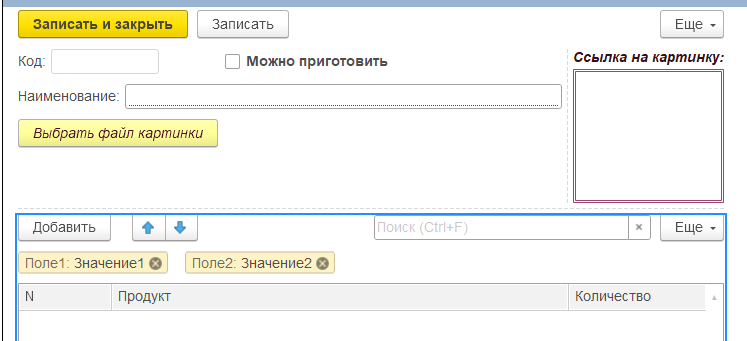 Записать и закрыть Записать Еще
Код: Можно приготовить Ссылка на картинку:
Наименование:
Выбрать файл картинки
Добавить Поиск (Ctrl+F) × Еще
Поле1: Значение1 Поле2: Значение2
N Продукт Количество